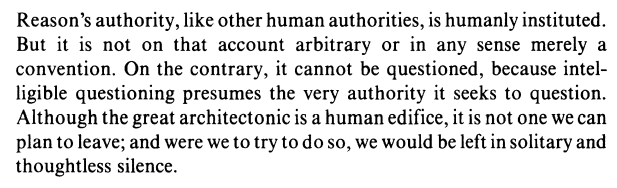 Reason's authority, like other human authorities, is humanly instituted.
But it is not on that account arbitrary or in any sense merely a
convention. On the contrary, it cannot be questioned, because intel-
ligible questioning presumes the very authority it seeks to question.
Although the great architectonic is a human edifice, it is not one we can
plan to leave; and were we to try to do so, we would be left in solitary and
thoughtless silence.